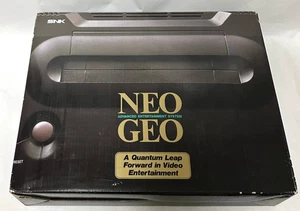 SNK
NEO
ADVANCED ENTERTAINMENT SYSTEM
GEO
A Quantum Leap
Forward in Video
Entertainment